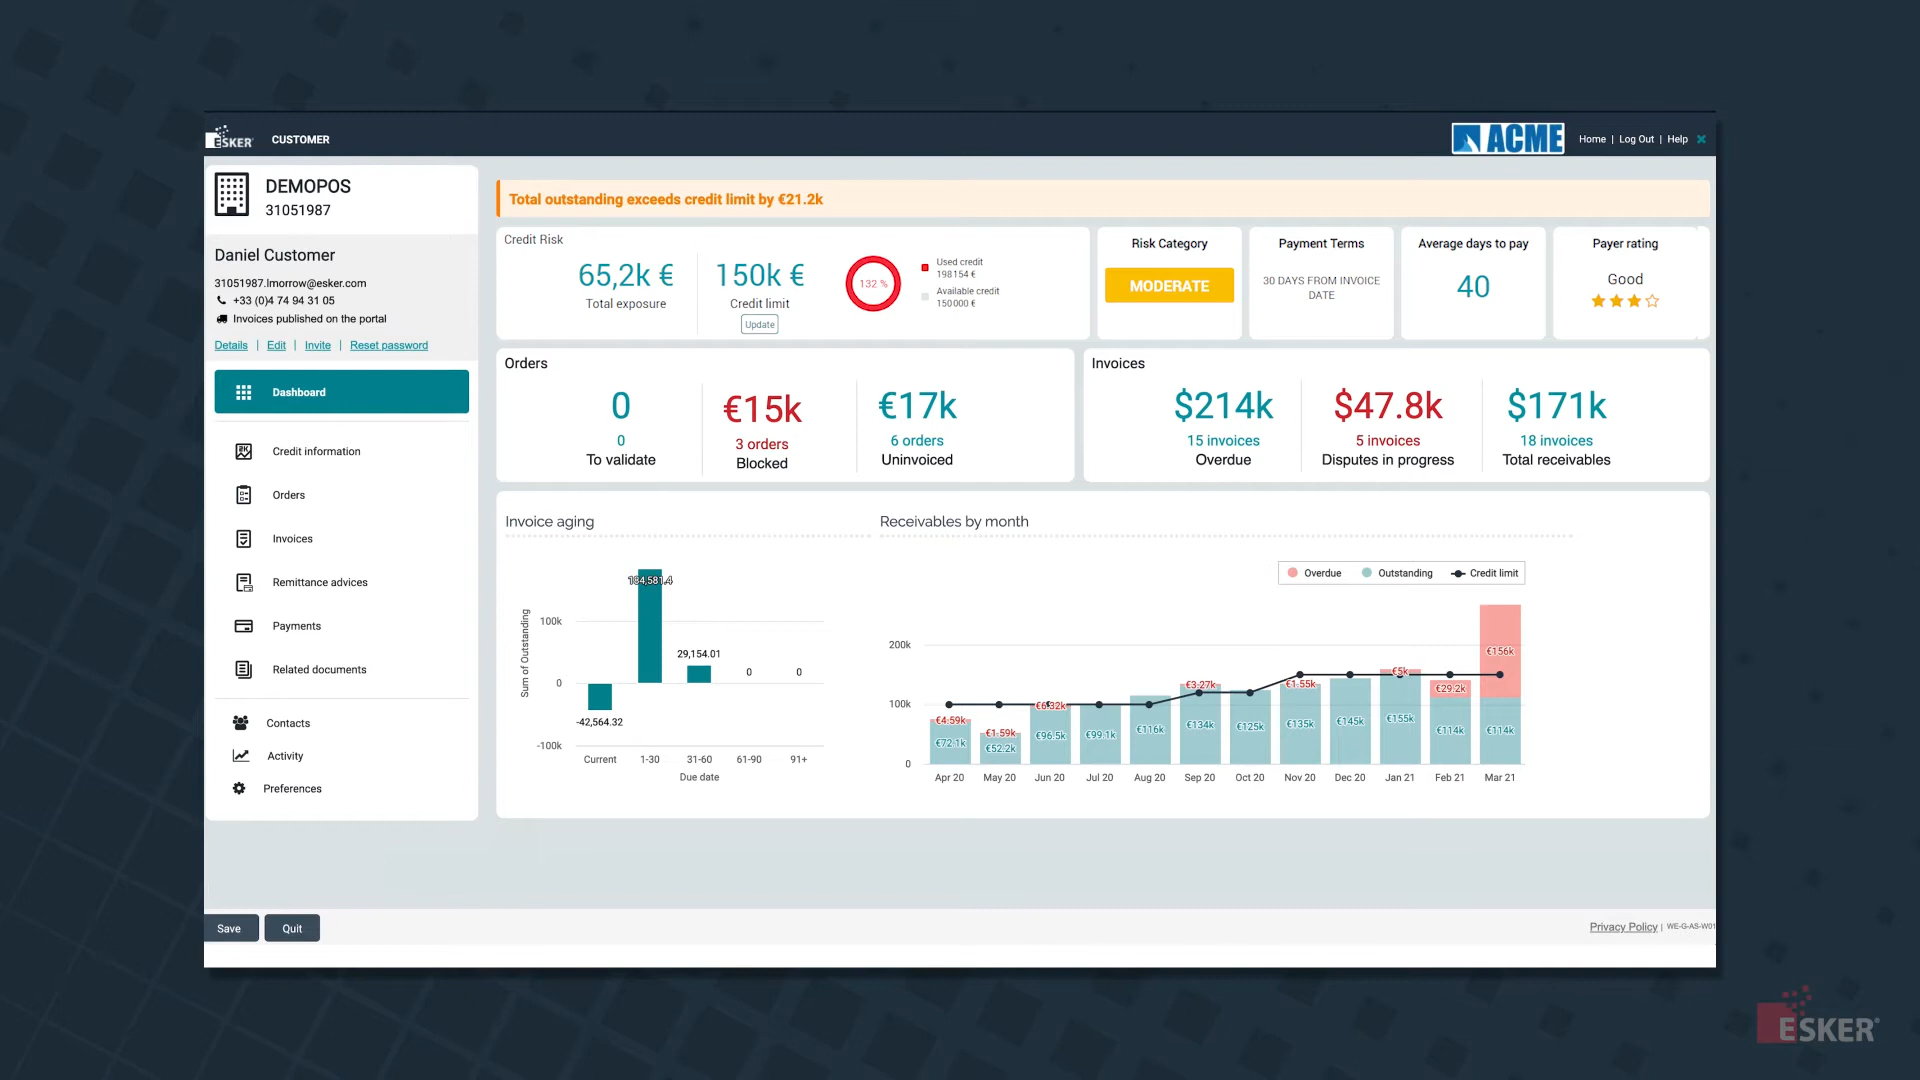 ESKER
CUSTOMER
ACME
Home | Log Out | Help
DEMOPOS
31051987
Daniel Customer
31051987.lmorrow@esker.com
+33 (0)4 74 94 31 05
Invoices published on the portal
Details | Edit | Invite | Reset password
Dashboard
Credit information
Orders
Invoices
Remittance advices
Payments
Related documents
Contacts
Activity
Preferences
Total outstanding exceeds credit limit by €21.2k
Credit Risk
65,2k €
Total exposure
150k €
Credit limit
Update
132 %
Used credit
198 154 €
Available credit
150 000 €
Risk Category
MODERATE
Payment Terms
30 DAYS FROM INVOICE
DATE
Average days to pay
40
Payer rating
Good
Orders
0
0
To validate
€15k
3 orders
Blocked
€17k
6 orders
Uninvoiced
Invoices
$214k
15 invoices
Overdue
$47.8k
5 invoices
Disputes in progress
$171k
18 invoices
Total receivables
Invoice aging
Sum of Outstanding
100k
0
-100k
184,581.4
29,154.01
0
0
-42,564.32
Current 1-30 31-60 61-90 91+
Due date
Receivables by month
Overdue Outstanding Credit limit
200k
100k
0
€4.59k €1.59k €6.32k €3.27k €1.55k €5k €29.2k €156k
€72.1k €52.2k €96.5k €99.1k €116k €134k €125k €135k €145k €155k €114k €114k
Apr 20 May 20 Jun 20 Jul 20 Aug 20 Sep 20 Oct 20 Nov 20 Dec 20 Jan 21 Feb 21 Mar 21
Save
Quit
Privacy Policy | WE-G-AS-W01
ESKER